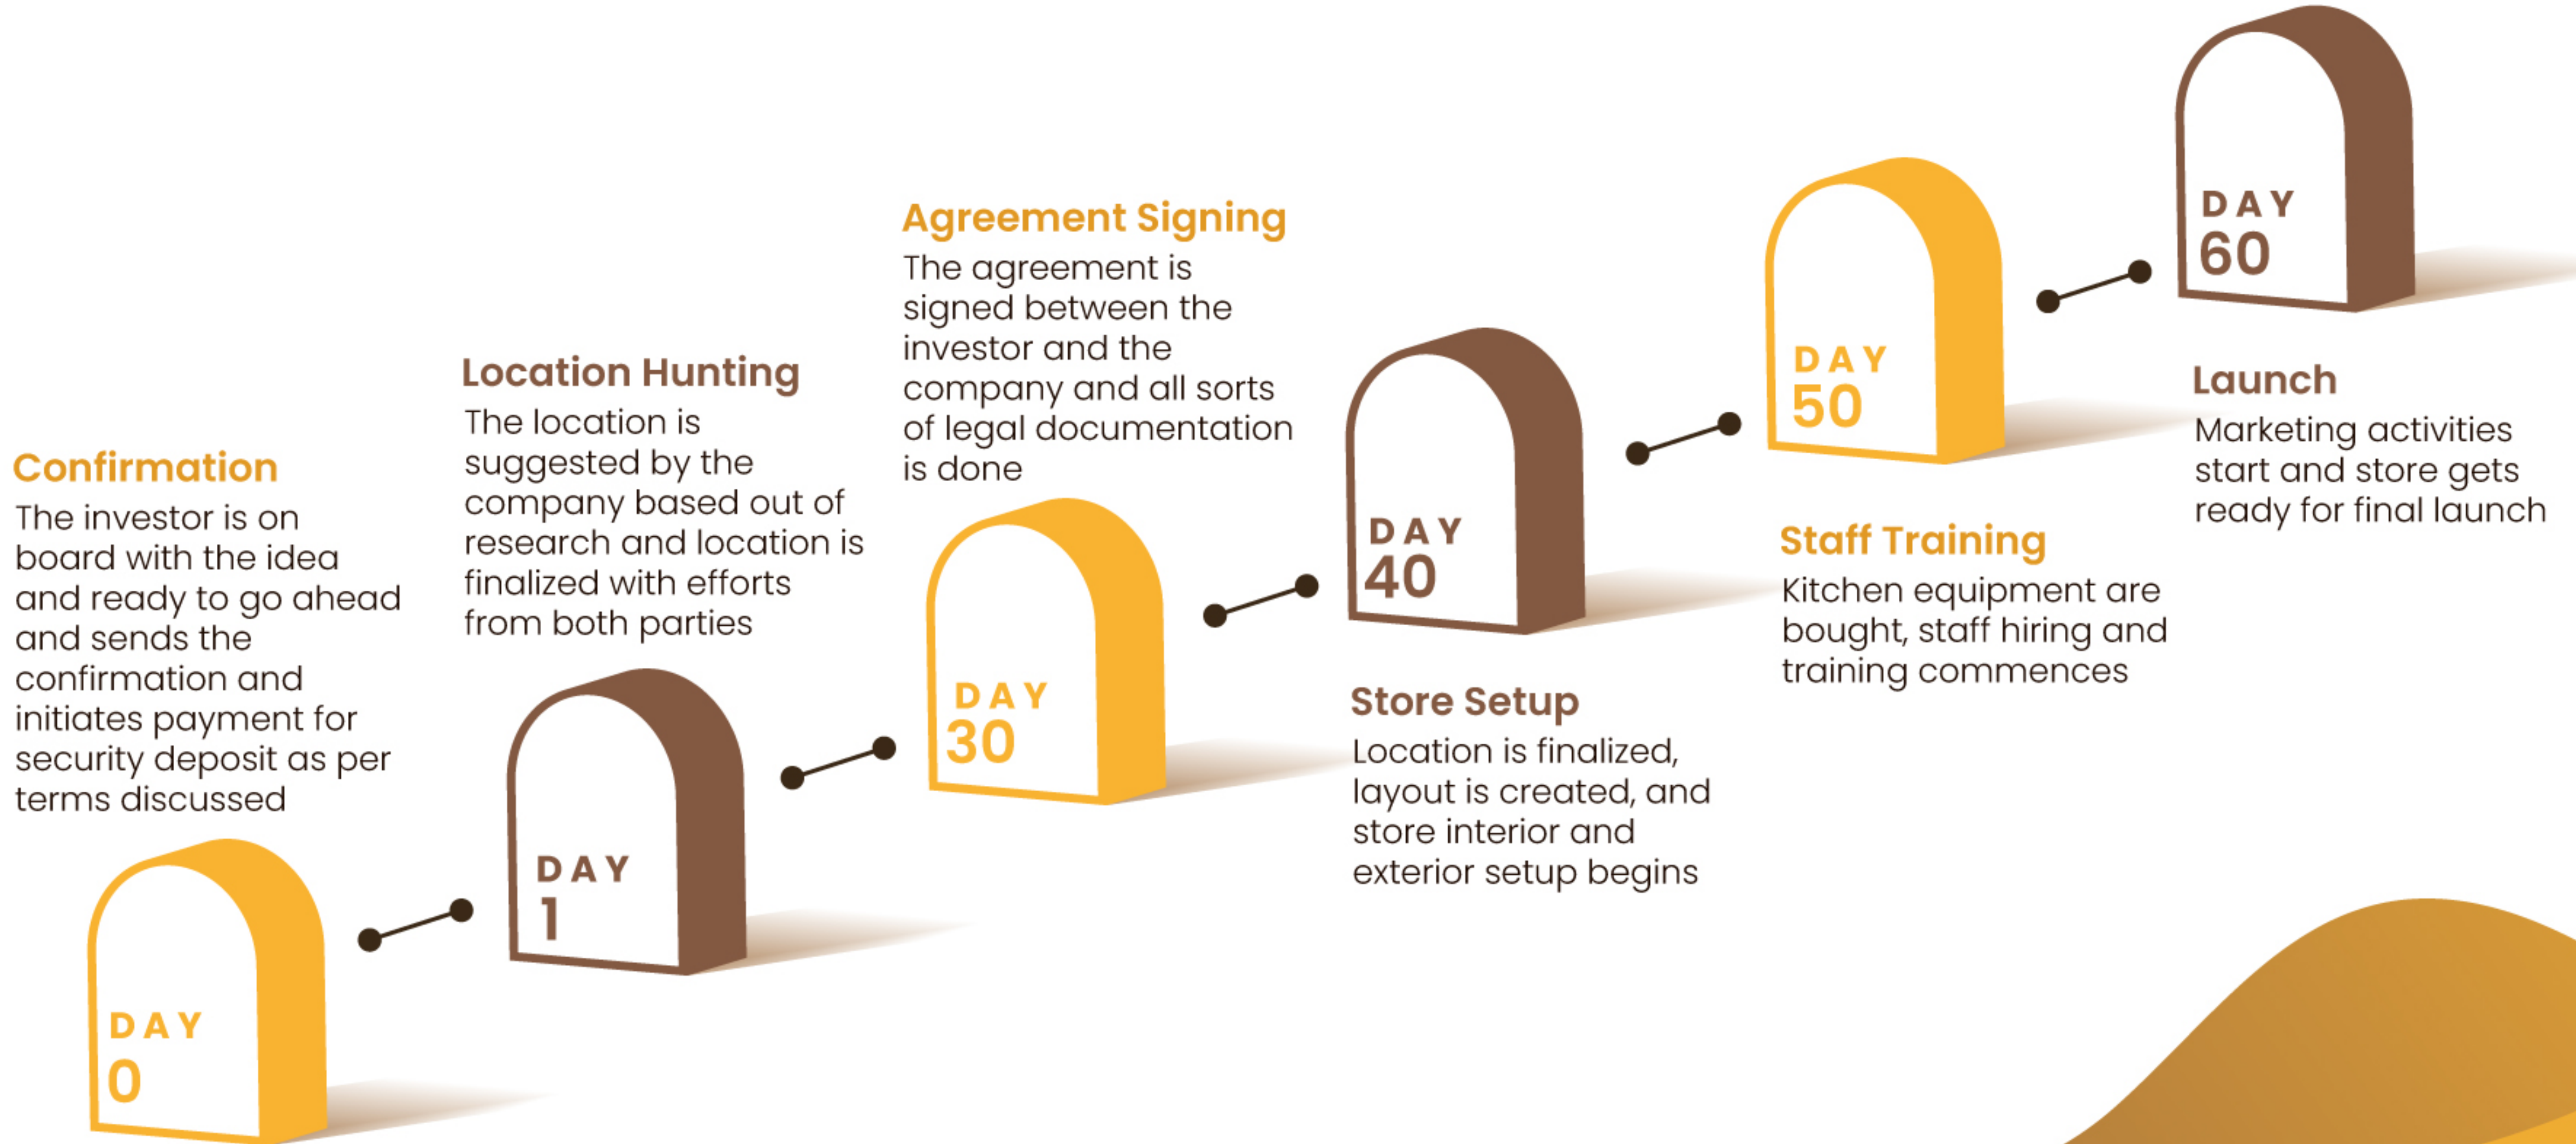 Confirmation
The investor is on
board with the idea
and ready to go ahead
and sends the
confirmation and
initiates payment for
security deposit as per
terms discussed
DAY
0
Location Hunting
The location is
suggested by the
company based out of
research and location is
finalized with efforts
from both parties
DAY
1
Agreement Signing
The agreement is
signed between the
investor and the
company and all sorts
of legal documentation
is done
DAY
30
DAY
40
Store Setup
Location is finalized,
layout is created, and
store interior and
exterior setup begins
DAY
50
Staff Training
Kitchen equipment are
bought, staff hiring and
training commences
DAY
60
Launch
Marketing activities
start and store gets
ready for final launch